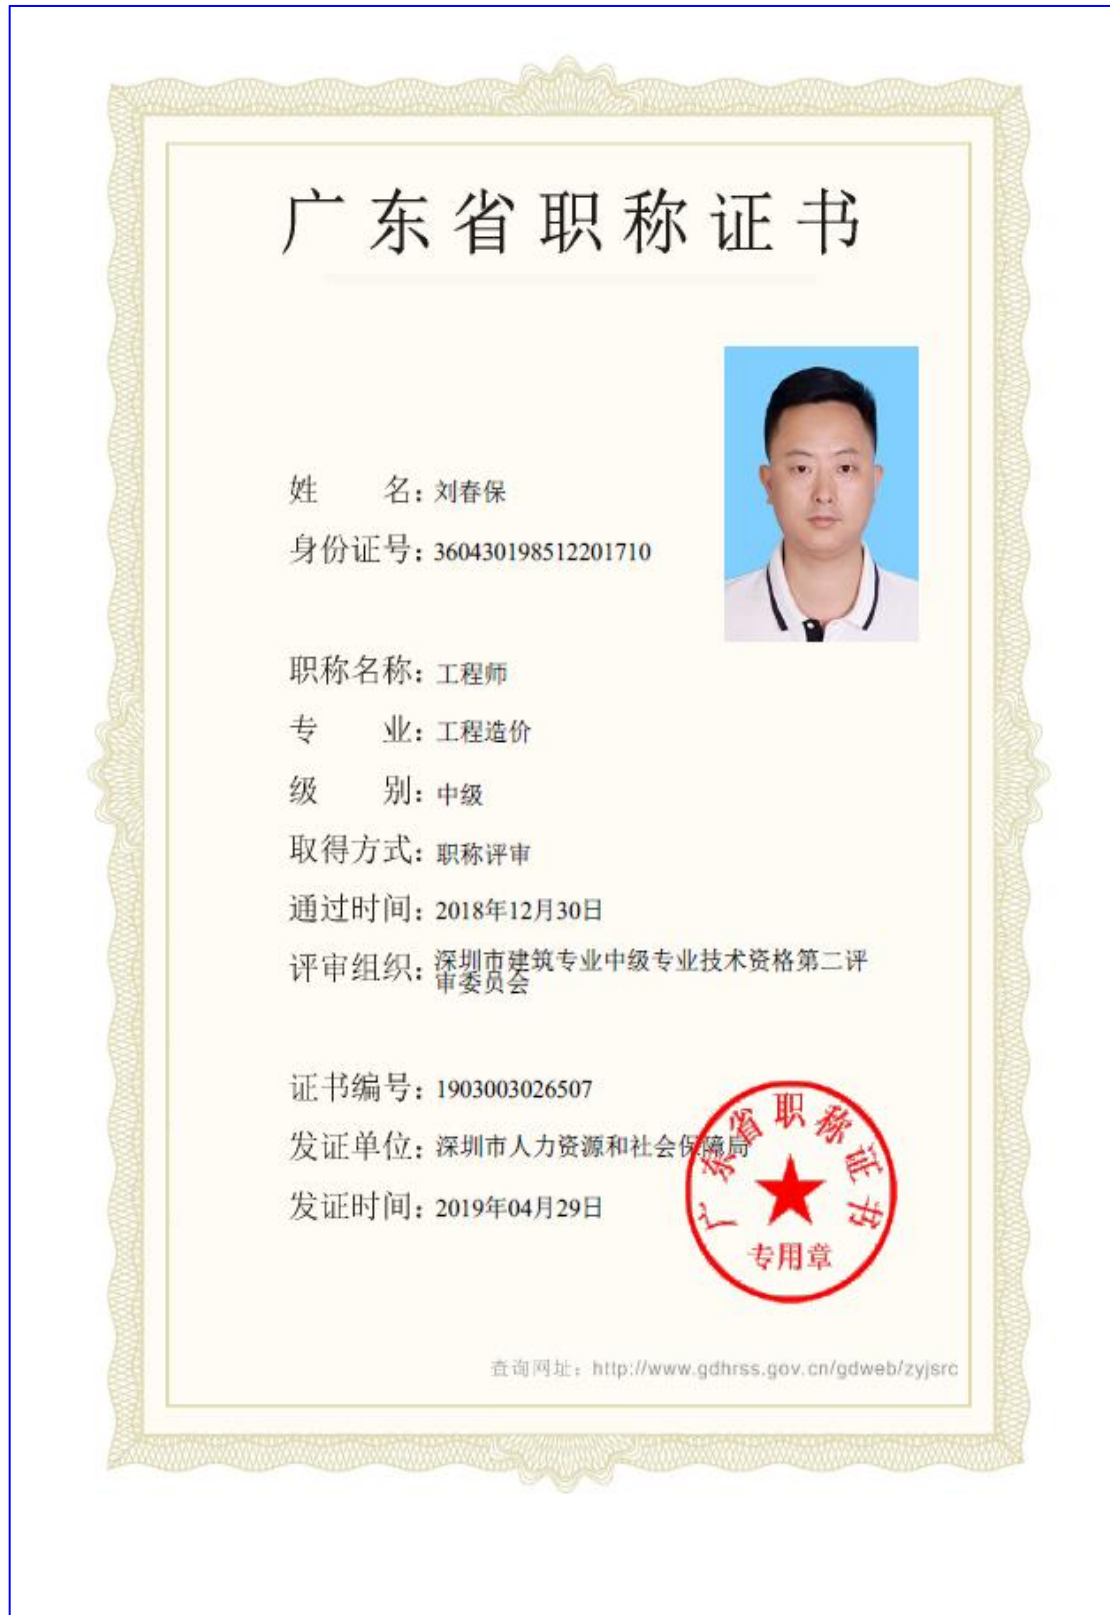 广东省职称证书
姓 名：刘春保
身份证号：360430198512201710
职称名称：工程师
专 业：工程造价
级 别：中级
取得方式：职称评审
通过时间：2018年12月30日
评审组织：深圳市建筑专业中级专业技术资格第二评
审委员会
证书编号：1903003026507
发证单位：深圳市人力资源和社会保障局
发证时间：2019年04月29日
广东省职称证书
专用章
查询网址：http://www.gdhrss.gov.cn/gdweb/zyjsrc